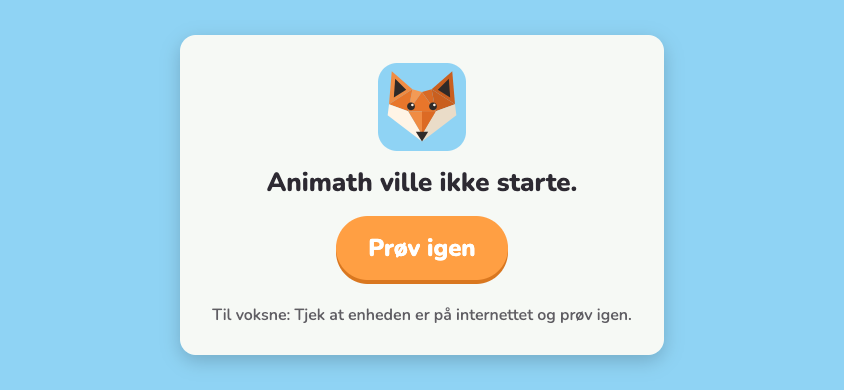 Animath ville ikke starte.
Prøv igen
Til voksne: Tjek at enheden er på internettet og prøv igen.